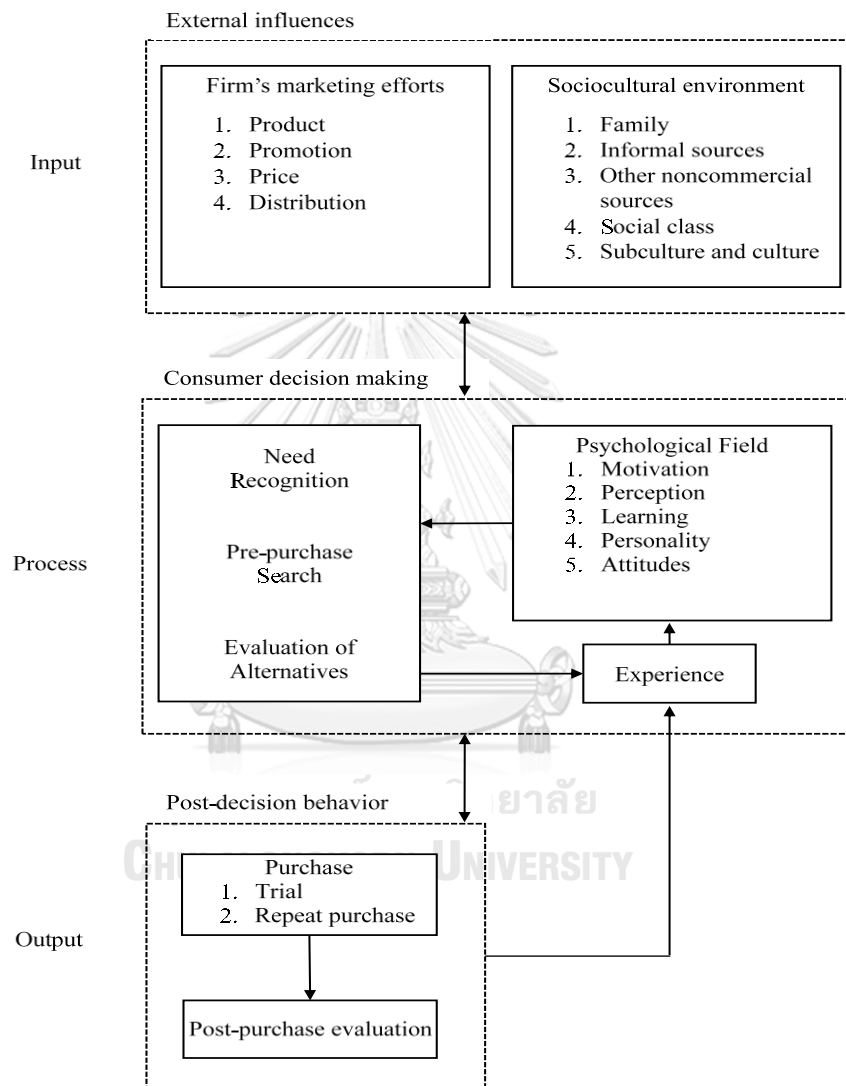 External influences
Input
Firm's marketing efforts
1. Product
2. Promotion
3. Price
4. Distribution
Sociocultural environment
1. Family
2. Informal sources
3. Other noncommercial
sources
4. Social class
5. Subculture and culture
Consumer decision making
Process
Need
Recognition
Pre-purchase
Search
Evaluation of
Alternatives
Psychological Field
1. Motivation
2. Perception
3. Learning
4. Personality
5. Attitudes
Experience
Post-decision behavior
Output
Purchase
1. Trial
2. Repeat purchase
Post-purchase evaluation
UNIVERSITY